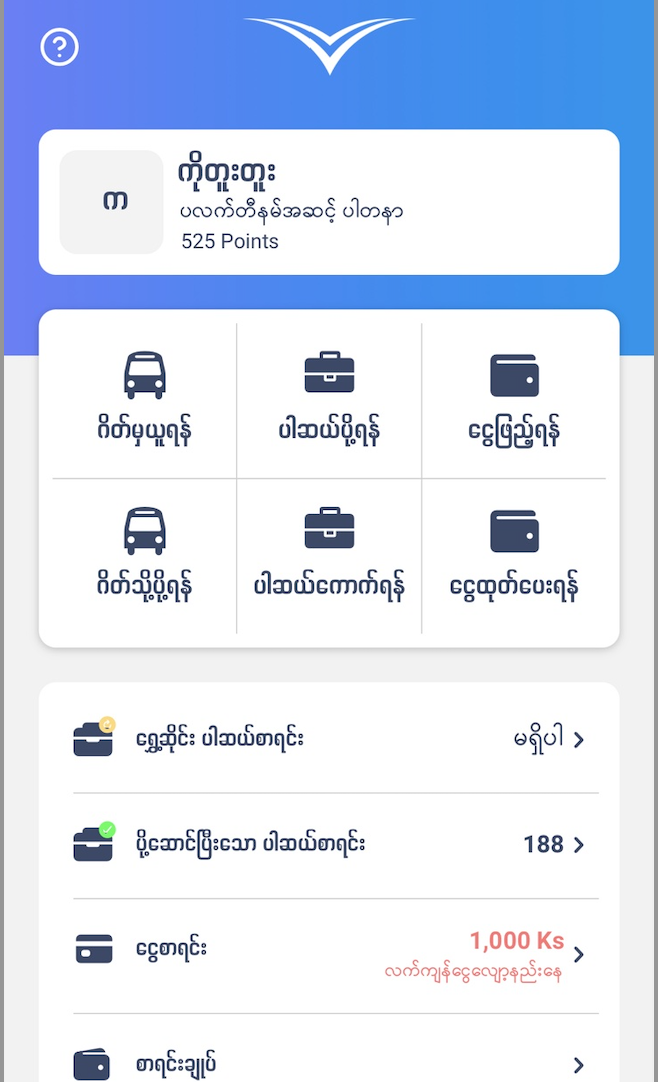 ?
ကိုတူးတူး
က
ပလက်တီနမ်အဆင့် ပါတနာ
525 Points
ဂိတ်မှယူရန်
ပါဆယ်ပို့ရန်
ငွေဖြည့်ရန်
ဂိတ်သို့ပို့ရန်
ပါဆယ်ကောက်ရန်
ငွေထုတ်ပေးရန်
ရွှေ့ဆိုင်း ပါဆယ်စာရင်း
မရှိပါ
ပို့ဆောင်ပြီးသော ပါဆယ်စာရင်း
188
ငွေစာရင်း
1,000 Ks
လက်ကျန်ငွေလျော့နည်းနေ
စာရင်းချုပ်